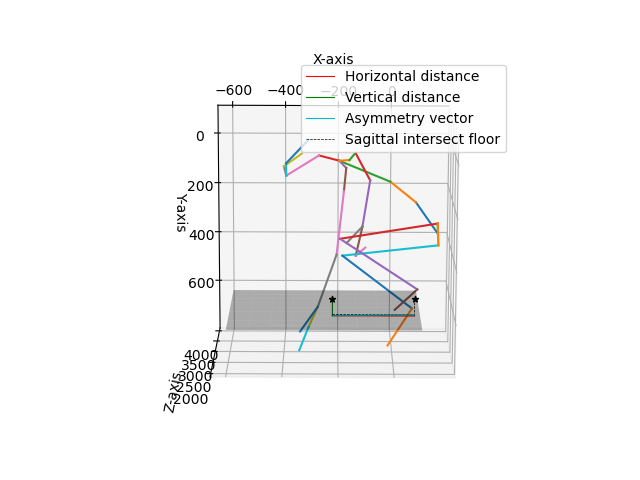 X-axis
−600 −400 −200 0
Horizontal distance
Vertical distance
Asymmetry vector
Sagittal intersect floor
0
200
Y-axis
400
600
4000
3500
3000
2500
2000
Z-axis